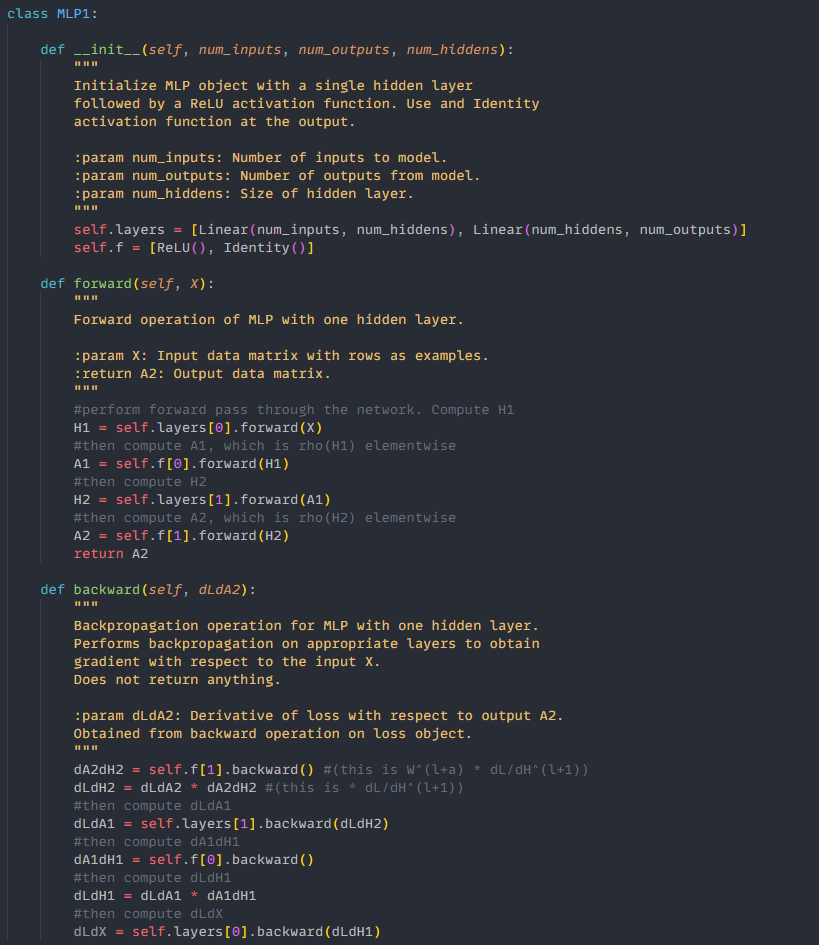 class MLP1:
def __init__(self, num_inputs, num_outputs, num_hiddens):
"""
Initialize MLP object with a single hidden layer
followed by a ReLU activation function. Use and Identity
activation function at the output.
:param num_inputs: Number of inputs to model.
:param num_outputs: Number of outputs from model.
:param num_hiddens: Size of hidden layer.
"""
self.layers = [Linear(num_inputs, num_hiddens), Linear(num_hiddens, num_outputs)]
self.f = [ReLU(), Identity()]
def forward(self, X):
"""
Forward operation of MLP with one hidden layer.
:param X: Input data matrix with rows as examples.
:return A2: Output data matrix.
"""
#perform forward pass through the network. Compute H1
H1 = self.layers[0].forward(X)
#then compute A1, which is rho(H1) elementwise
A1 = self.f[0].forward(H1)
#then compute H2
H2 = self.layers[1].forward(A1)
#then compute A2, which is rho(H2) elementwise
A2 = self.f[1].forward(H2)
return A2
def backward(self, dLdA2):
"""
Backpropagation operation for MLP with one hidden layer.
Performs backpropagation on appropriate layers to obtain
gradient with respect to the input X.
Does not return anything.
:param dLdA2: Derivative of loss with respect to output A2.
Obtained from backward operation on loss object.
"""
dA2dH2 = self.f[1].backward() #(this is W^(l+a) * dL/dH^(l+1))
dLdH2 = dLdA2 * dA2dH2 #(this is * dL/dH^(l+1))
#then compute dLdA1
dLdA1 = self.layers[1].backward(dLdH2)
#then compute dA1dH1
dA1dH1 = self.f[0].backward()
#then compute dLdH1
dLdH1 = dLdA1 * dA1dH1
#then compute dLdX
dLdX = self.layers[0].backward(dLdH1)